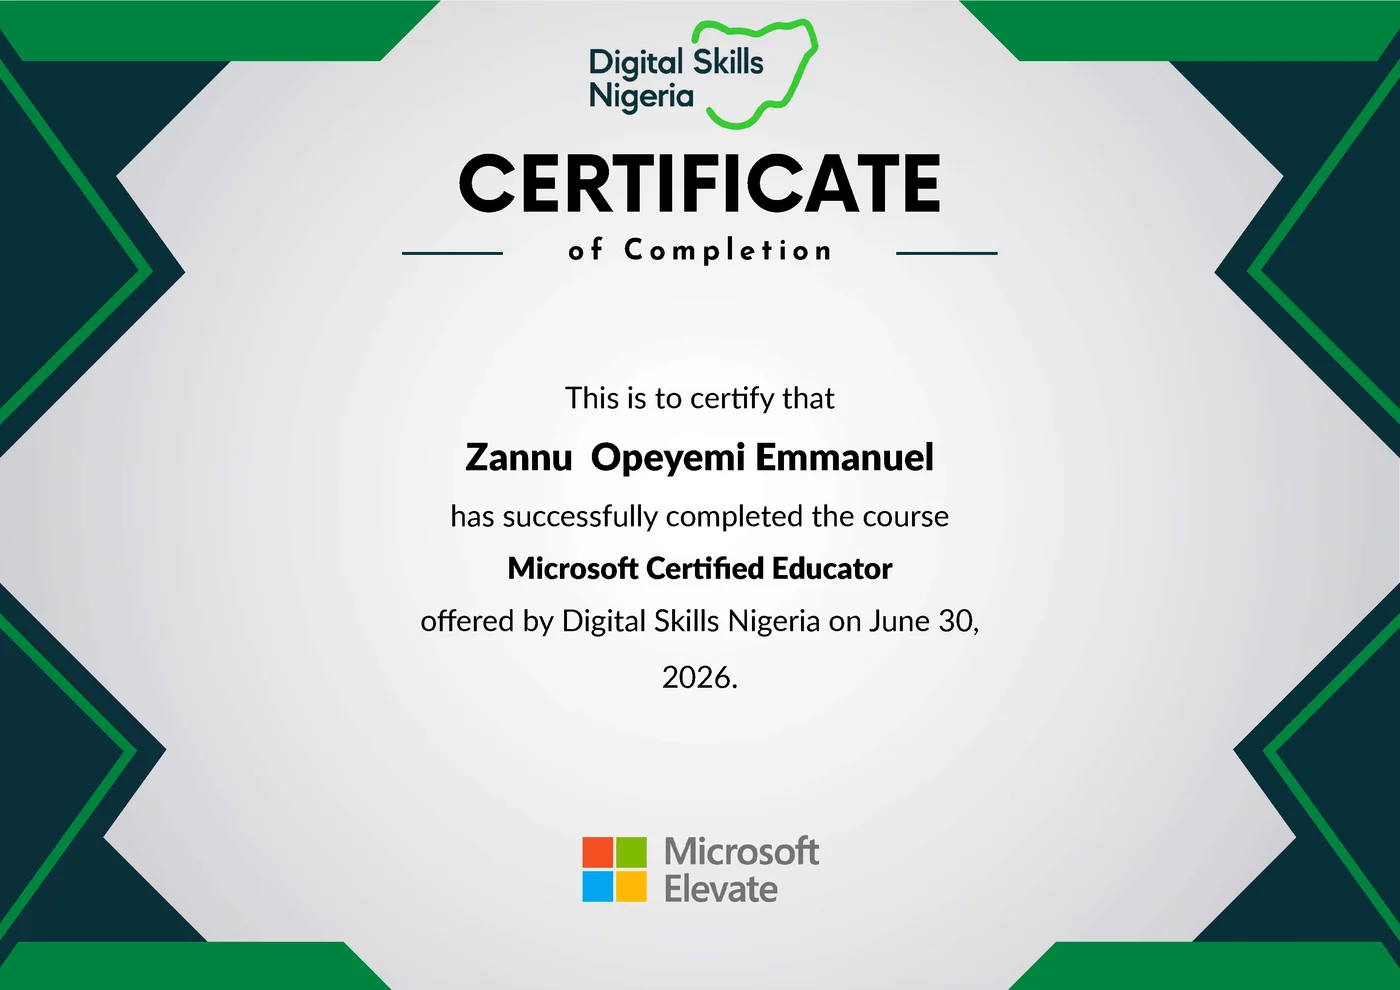 Digital Skills
Nigeria
CERTIFICATE
of Completion
This is to certify that
Zannu  Opeyemi Emmanuel
has successfully completed the course
Microsoft Certified Educator
offered by Digital Skills Nigeria on June 30,
2026.
Microsoft
Elevate